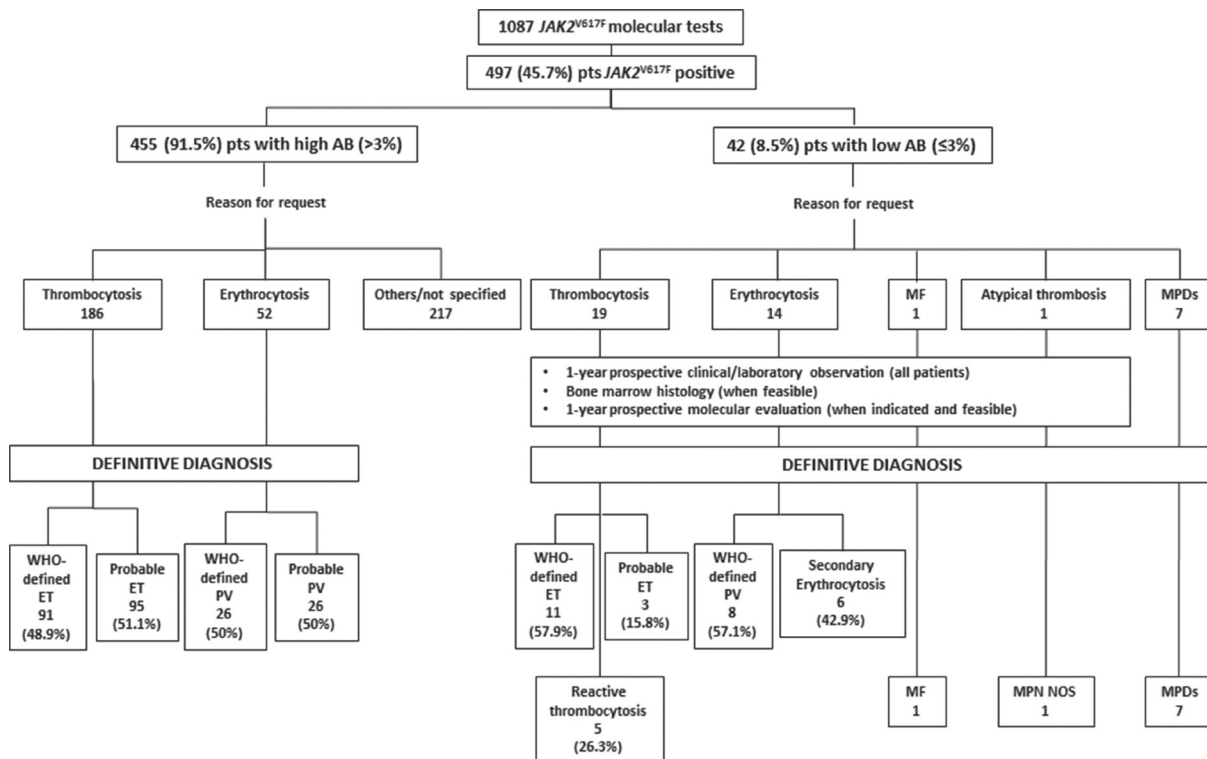 1087 JAK2V617F molecular tests
497 (45.7%) pts JAK2V617F positive
455 (91.5%) pts with high AB (>3%)
42 (8.5%) pts with low AB (≤3%)
Reason for request
Reason for request
Thrombocytosis
186
Erythrocytosis
52
Others/not specified
217
Thrombocytosis
19
Erythrocytosis
14
MF
1
Atypical thrombosis
1
MPDs
7
• 1-year prospective clinical/laboratory observation (all patients)
• Bone marrow histology (when feasible)
• 1-year prospective molecular evaluation (when indicated and feasible)
DEFINITIVE DIAGNOSIS
DEFINITIVE DIAGNOSIS
WHO-
defined
ET
91
(48.9%)
Probable
ET
95
(51.1%)
WHO-
defined
PV
26
(50%)
Probable
PV
26
(50%)
WHO-
defined
ET
11
(57.9%)
Probable
ET
3
(15.8%)
WHO-
defined
PV
8
(57.1%)
Secondary
Erythrocytosis
6
(42.9%)
Reactive
thrombocytosis
5
(26.3%)
MF
1
MPN NOS
1
MPDs
7